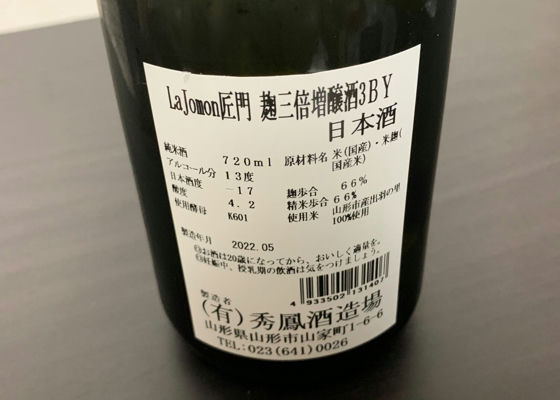 LaJomon匠門 麹三倍増醸酒3BY
日本酒
純米酒 720ml 原材料名 米(国産)・米麹(
国産米)
アルコール分 13度
日本酒度 -17 麹歩合 66%
酸度 4.2 精米歩合 66%
使用酵母 K601 使用米 山形市産出羽の里
100%使用
製造年月 2022.05
お酒は20歳になってから、おいしく適量を。
妊娠中、授乳期の飲酒は気をつけましょう。
4 933502 131402
製造者
(有)秀鳳酒造場
山形県山形市山家町1-6-6
TEL:023(641)0026